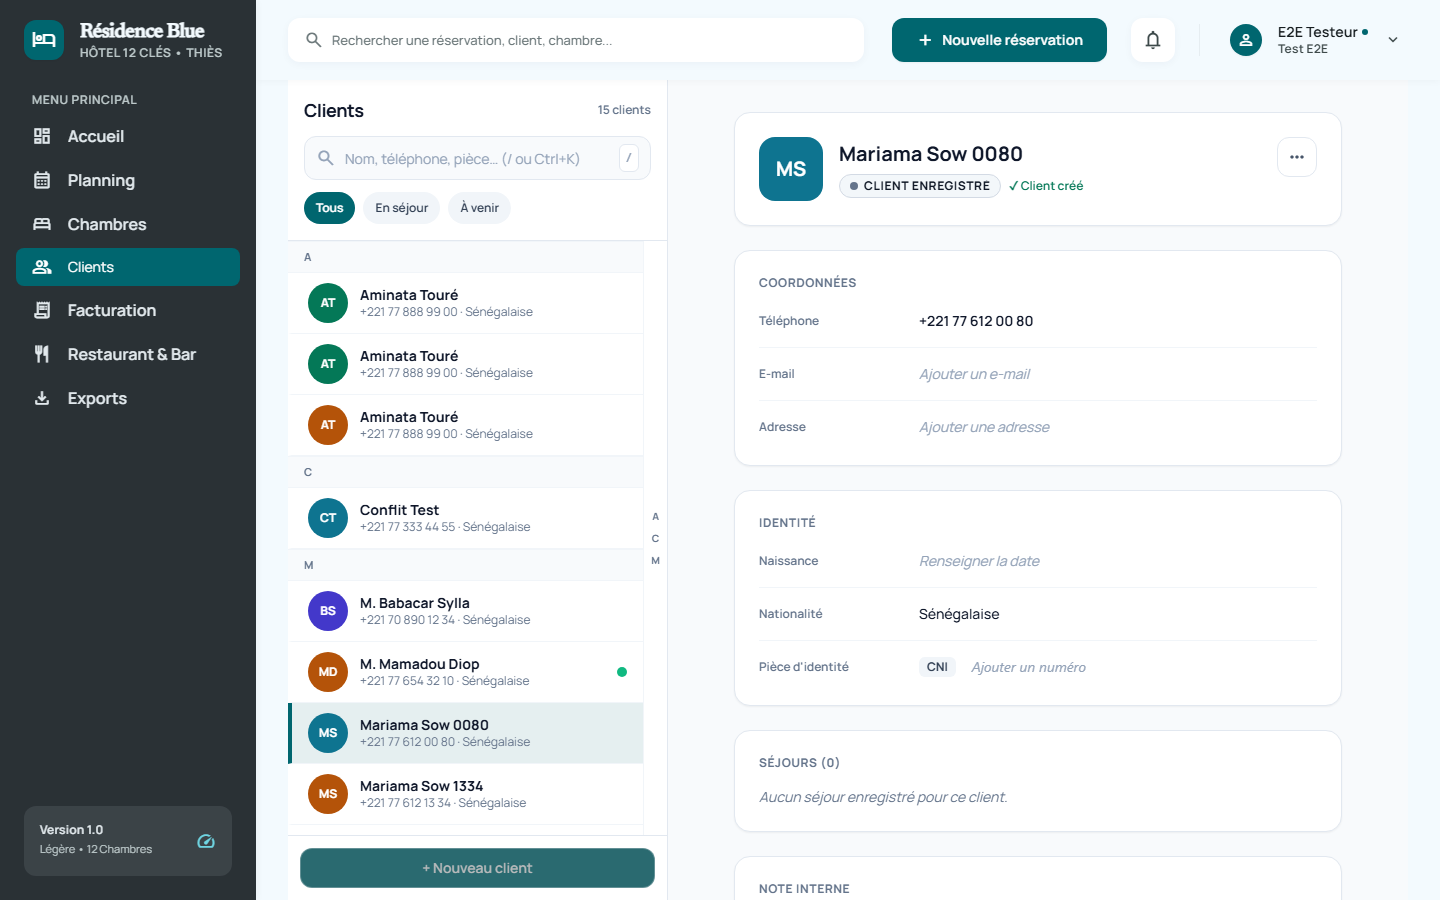 Résidence Blue
HÔTEL 12 CLÉS • THIÈS
MENU PRINCIPAL
Accueil
Planning
Chambres
Clients
Facturation
Restaurant & Bar
Exports
Version 1.0
Légère • 12 Chambres
Rechercher une réservation, client, chambre...
+ Nouvelle réservation
E2E Testeur
Test E2E
Clients
15 clients
Nom, téléphone, pièce… (/ ou Ctrl+K)
/
Tous
En séjour
À venir
A
AT
Aminata Touré
+221 77 888 99 00 · Sénégalaise
AT
Aminata Touré
+221 77 888 99 00 · Sénégalaise
AT
Aminata Touré
+221 77 888 99 00 · Sénégalaise
C
CT
Conflit Test
+221 77 333 44 55 · Sénégalaise
M
BS
M. Babacar Sylla
+221 70 890 12 34 · Sénégalaise
MD
M. Mamadou Diop
+221 77 654 32 10 · Sénégalaise
MS
Mariama Sow 0080
+221 77 612 00 80 · Sénégalaise
MS
Mariama Sow 1334
+221 77 612 13 34 · Sénégalaise
A
C
M
+ Nouveau client
MS
Mariama Sow 0080
CLIENT ENREGISTRE
✓ Client créé
COORDONNÉES
Téléphone
+221 77 612 00 80
E-mail
Ajouter un e-mail
Adresse
Ajouter une adresse
IDENTITÉ
Naissance
Renseigner la date
Nationalité
Sénégalaise
Pièce d'identité
CNI
Ajouter un numéro
SÉJOURS (0)
Aucun séjour enregistré pour ce client.
NOTE INTERNE